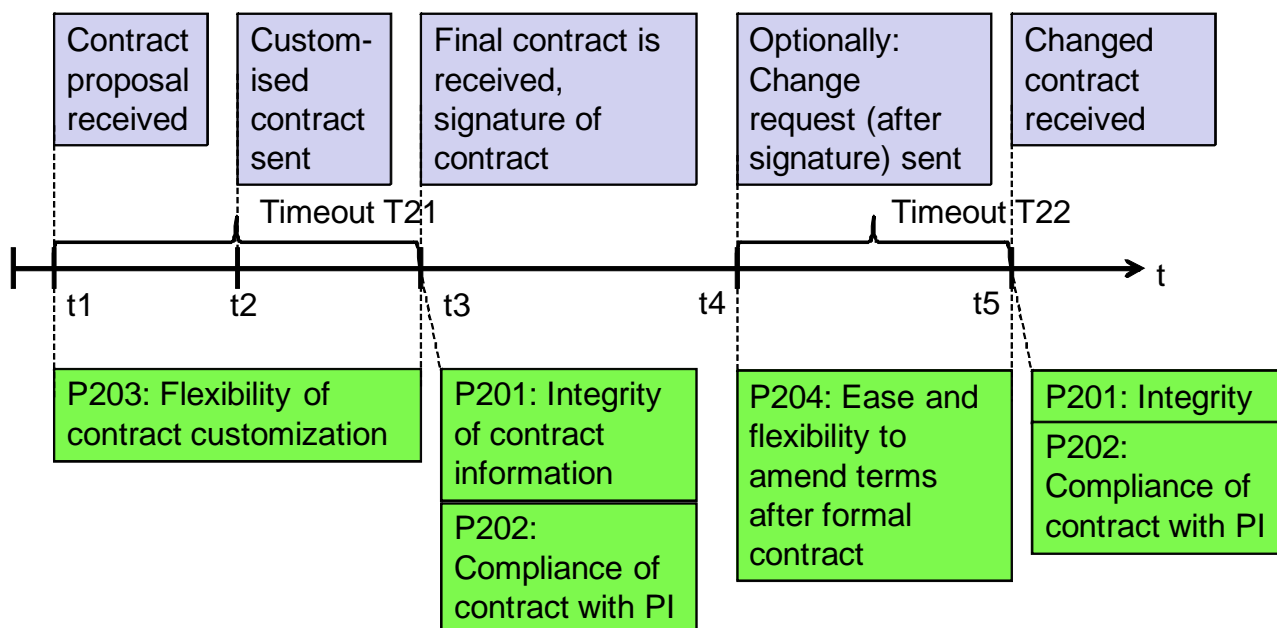 Contract
proposal
received
Custom-
ised
contract
sent
Final contract is
received,
signature of
contract
Optionally:
Change
request (after
signature) sent
Changed
contract
received
Timeout T21
Timeout T22
t
t1
t2
t3
t4
t5
P203: Flexibility of
contract customization
P201: Integrity
of contract
information
P202:
Compliance of
contract with PI
P204: Ease and
flexibility to
amend terms
after formal
contract
P201: Integrity
P202:
Compliance of
contract with PI